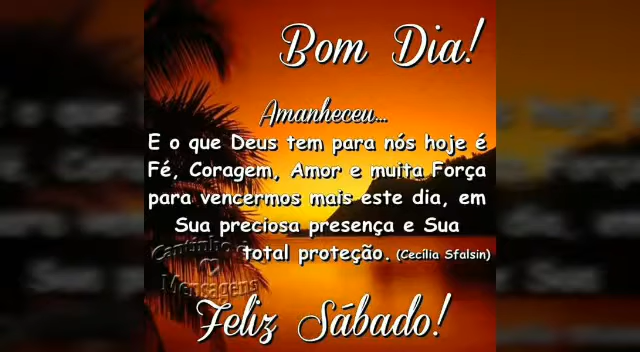 Bom Dia!
Amanheceu...
E o que Deus tem para nós hoje é
Fé, Coragem, Amor e muita Força
para vencermos mais este dia, em
Sua preciosa presença e Sua
total proteção. (Cecília Sfalsin)
Cantinho
Mensagens
Feliz Sábado!